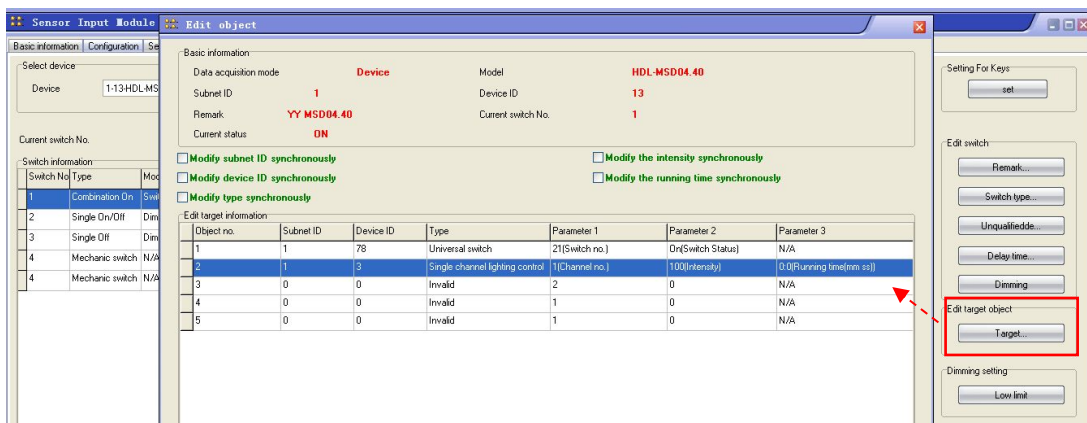 Sensor Input Module
Edit object
Basic information Configuration Se
Select device
Device 1-13-HDL-MS
Current switch No.
Switch information
Switch No Type Mod
1 Combination On Swi
2 Single On/Off Dim
3 Single Off Dim
4 Mechanic switch N/A
4 Mechanic switch N/A
Basic information
Data acquisition mode Device Model HDL-MSD04.40
Subnet ID 1 Device ID 13
Remark YY MSD04.40 Current switch No. 1
Current status ON
Modify subnet ID synchronously Modify the intensity synchronously
Modify device ID synchronously Modify the running time synchronously
Modify type synchronously
Edit target information
Object no. Subnet ID Device ID Type Parameter 1 Parameter 2 Parameter 3
1 1 78 Universal switch 21(Switch no.) On(Switch Status) N/A
2 1 3 Single channel lighting control 1(Channel no.) 100(Intensity) 0:0(Running time(mm ss))
3 0 0 Invalid 2 0 N/A
4 0 0 Invalid 1 0 N/A
5 0 0 Invalid 1 0 N/A
Setting For Keys
set
Edit switch
Remark...
Switch type...
Unqualifiedde...
Delay time...
Dimming
Edit target object
Target...
Dimming setting
Low limit